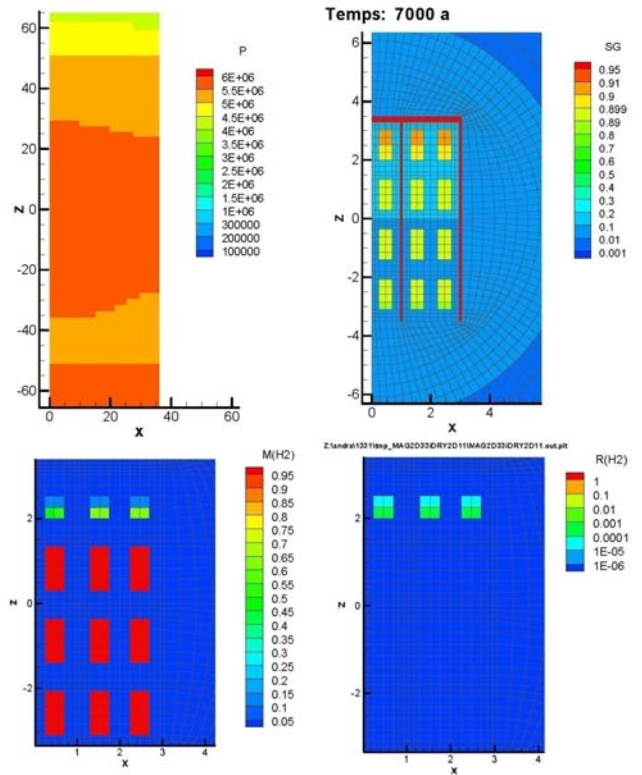 Temps: 7000 a
P
6E+06
5.5E+06
5E+06
4.5E+06
4E+06
3.5E+06
3E+06
2.5E+06
2E+06
1.5E+06
1E+06
300000
200000
100000
60
40
20
0
-20
-40
-60
Z
0
20
40
60
X
SG
0.95
0.91
0.9
0.899
0.89
0.8
0.7
0.6
0.5
0.4
0.3
0.2
0.1
0.01
0.001
6
4
2
0
-2
-4
-6
Z
0
2
4
X
M(H2)
0.95
0.9
0.85
0.8
0.75
0.7
0.65
0.6
0.55
0.5
0.45
0.4
0.35
0.3
0.25
0.2
0.15
0.1
0.05
2
0
-2
Z
1
2
3
4
X
R(H2)
1
0.1
0.01
0.001
0.0001
1E-05
1E-06
2
0
-2
Z
1
2
3
4
X